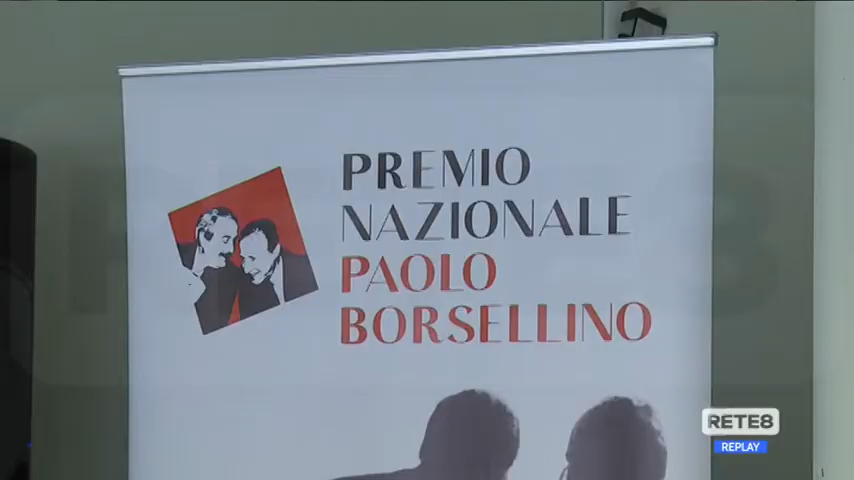 PREMIO
NAZIONALE
PAOLO
BORSELLINO
RETE8
REPLAY